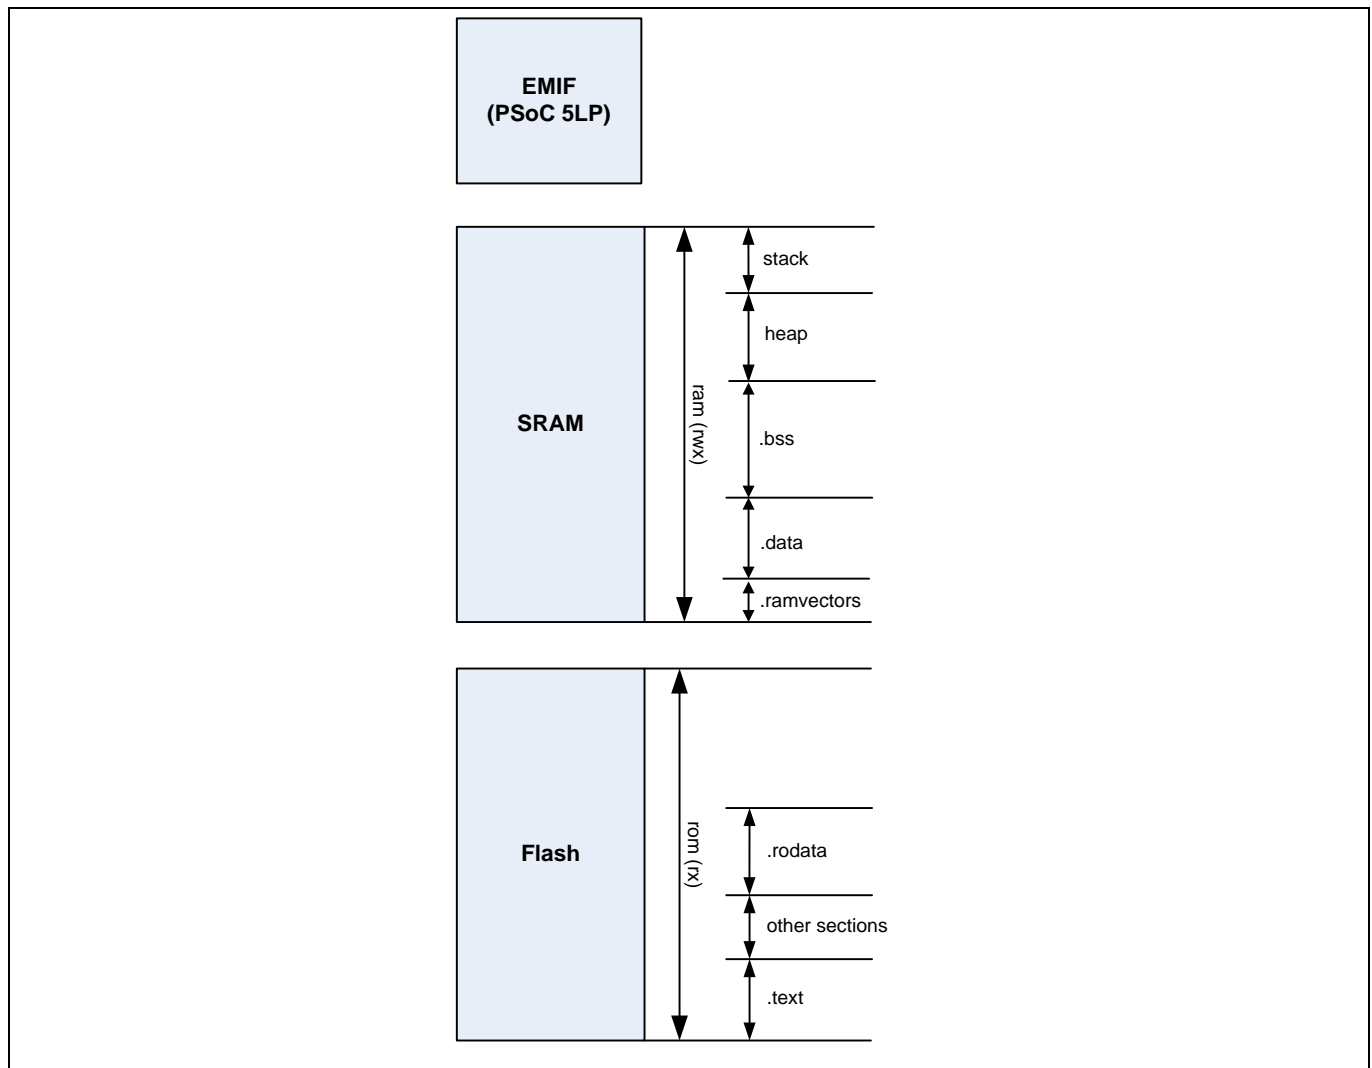 EMIF
(PSoC 5LP)
stack
heap
ram (rwx)
SRAM
.bss
.data
.ramvectors
rom (rx)
Flash
.rodata
other sections
.text